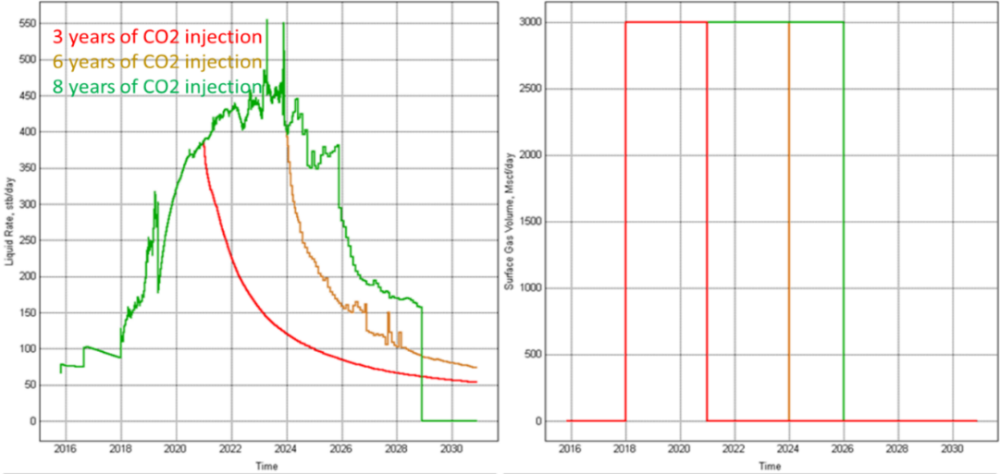 550
500
450
400
350
300
250
200
150
100
50
0
Liquid Rate, stb/day
3 years of CO2 injection
6 years of CO2 injection
8 years of CO2 injection
2016 2018 2020 2022 2024 2026 2028 2030
Time
3000
2500
2000
1500
1000
500
0
Surface Gas Volume, Mscf/day
2016 2018 2020 2022 2024 2026 2028 2030
Time